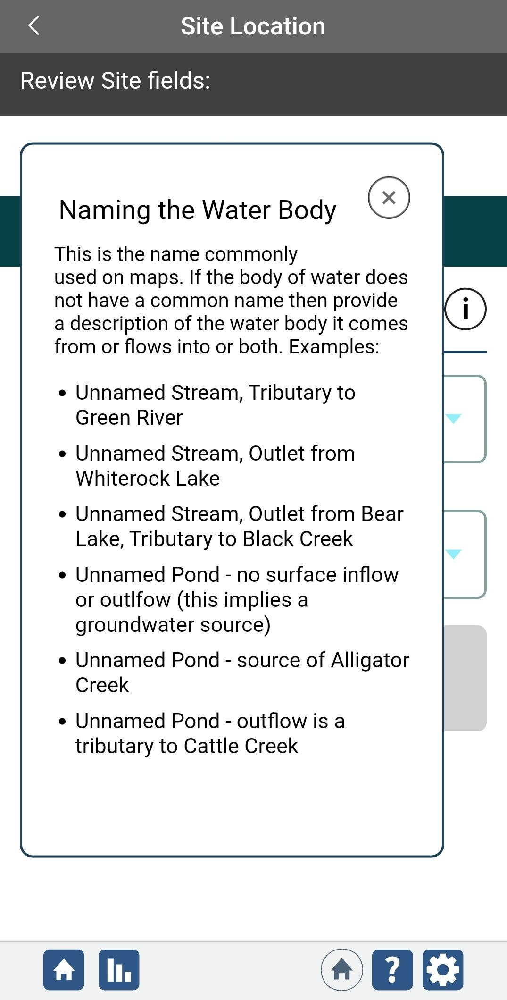 Site Location
Review Site fields:
Naming the Water Body
This is the name commonly
used on maps. If the body of water does
not have a common name then provide
a description of the water body it comes
from or flows into or both. Examples:
• Unnamed Stream, Tributary to
Green River
• Unnamed Stream, Outlet from
Whiterock Lake
• Unnamed Stream, Outlet from Bear
Lake, Tributary to Black Creek
• Unnamed Pond - no surface inflow
or outlfow (this implies a
groundwater source)
• Unnamed Pond - source of Alligator
Creek
• Unnamed Pond - outflow is a
tributary to Cattle Creek